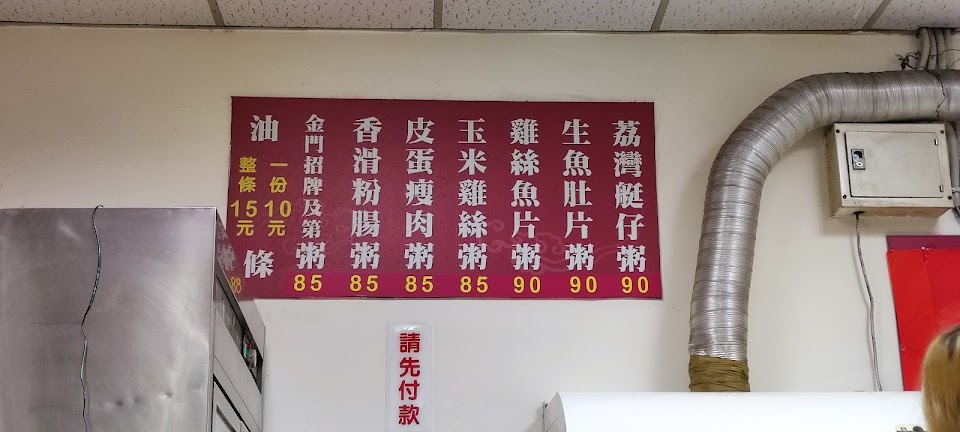 荔灣艇仔粥 90
生魚肚片粥 90
雞絲魚片粥 90
玉米雞絲粥 85
皮蛋瘦肉粥 85
香滑粉腸粥 85
金門招牌及第粥 85
油條
一份10元
整條15元
粥
88
請先付款